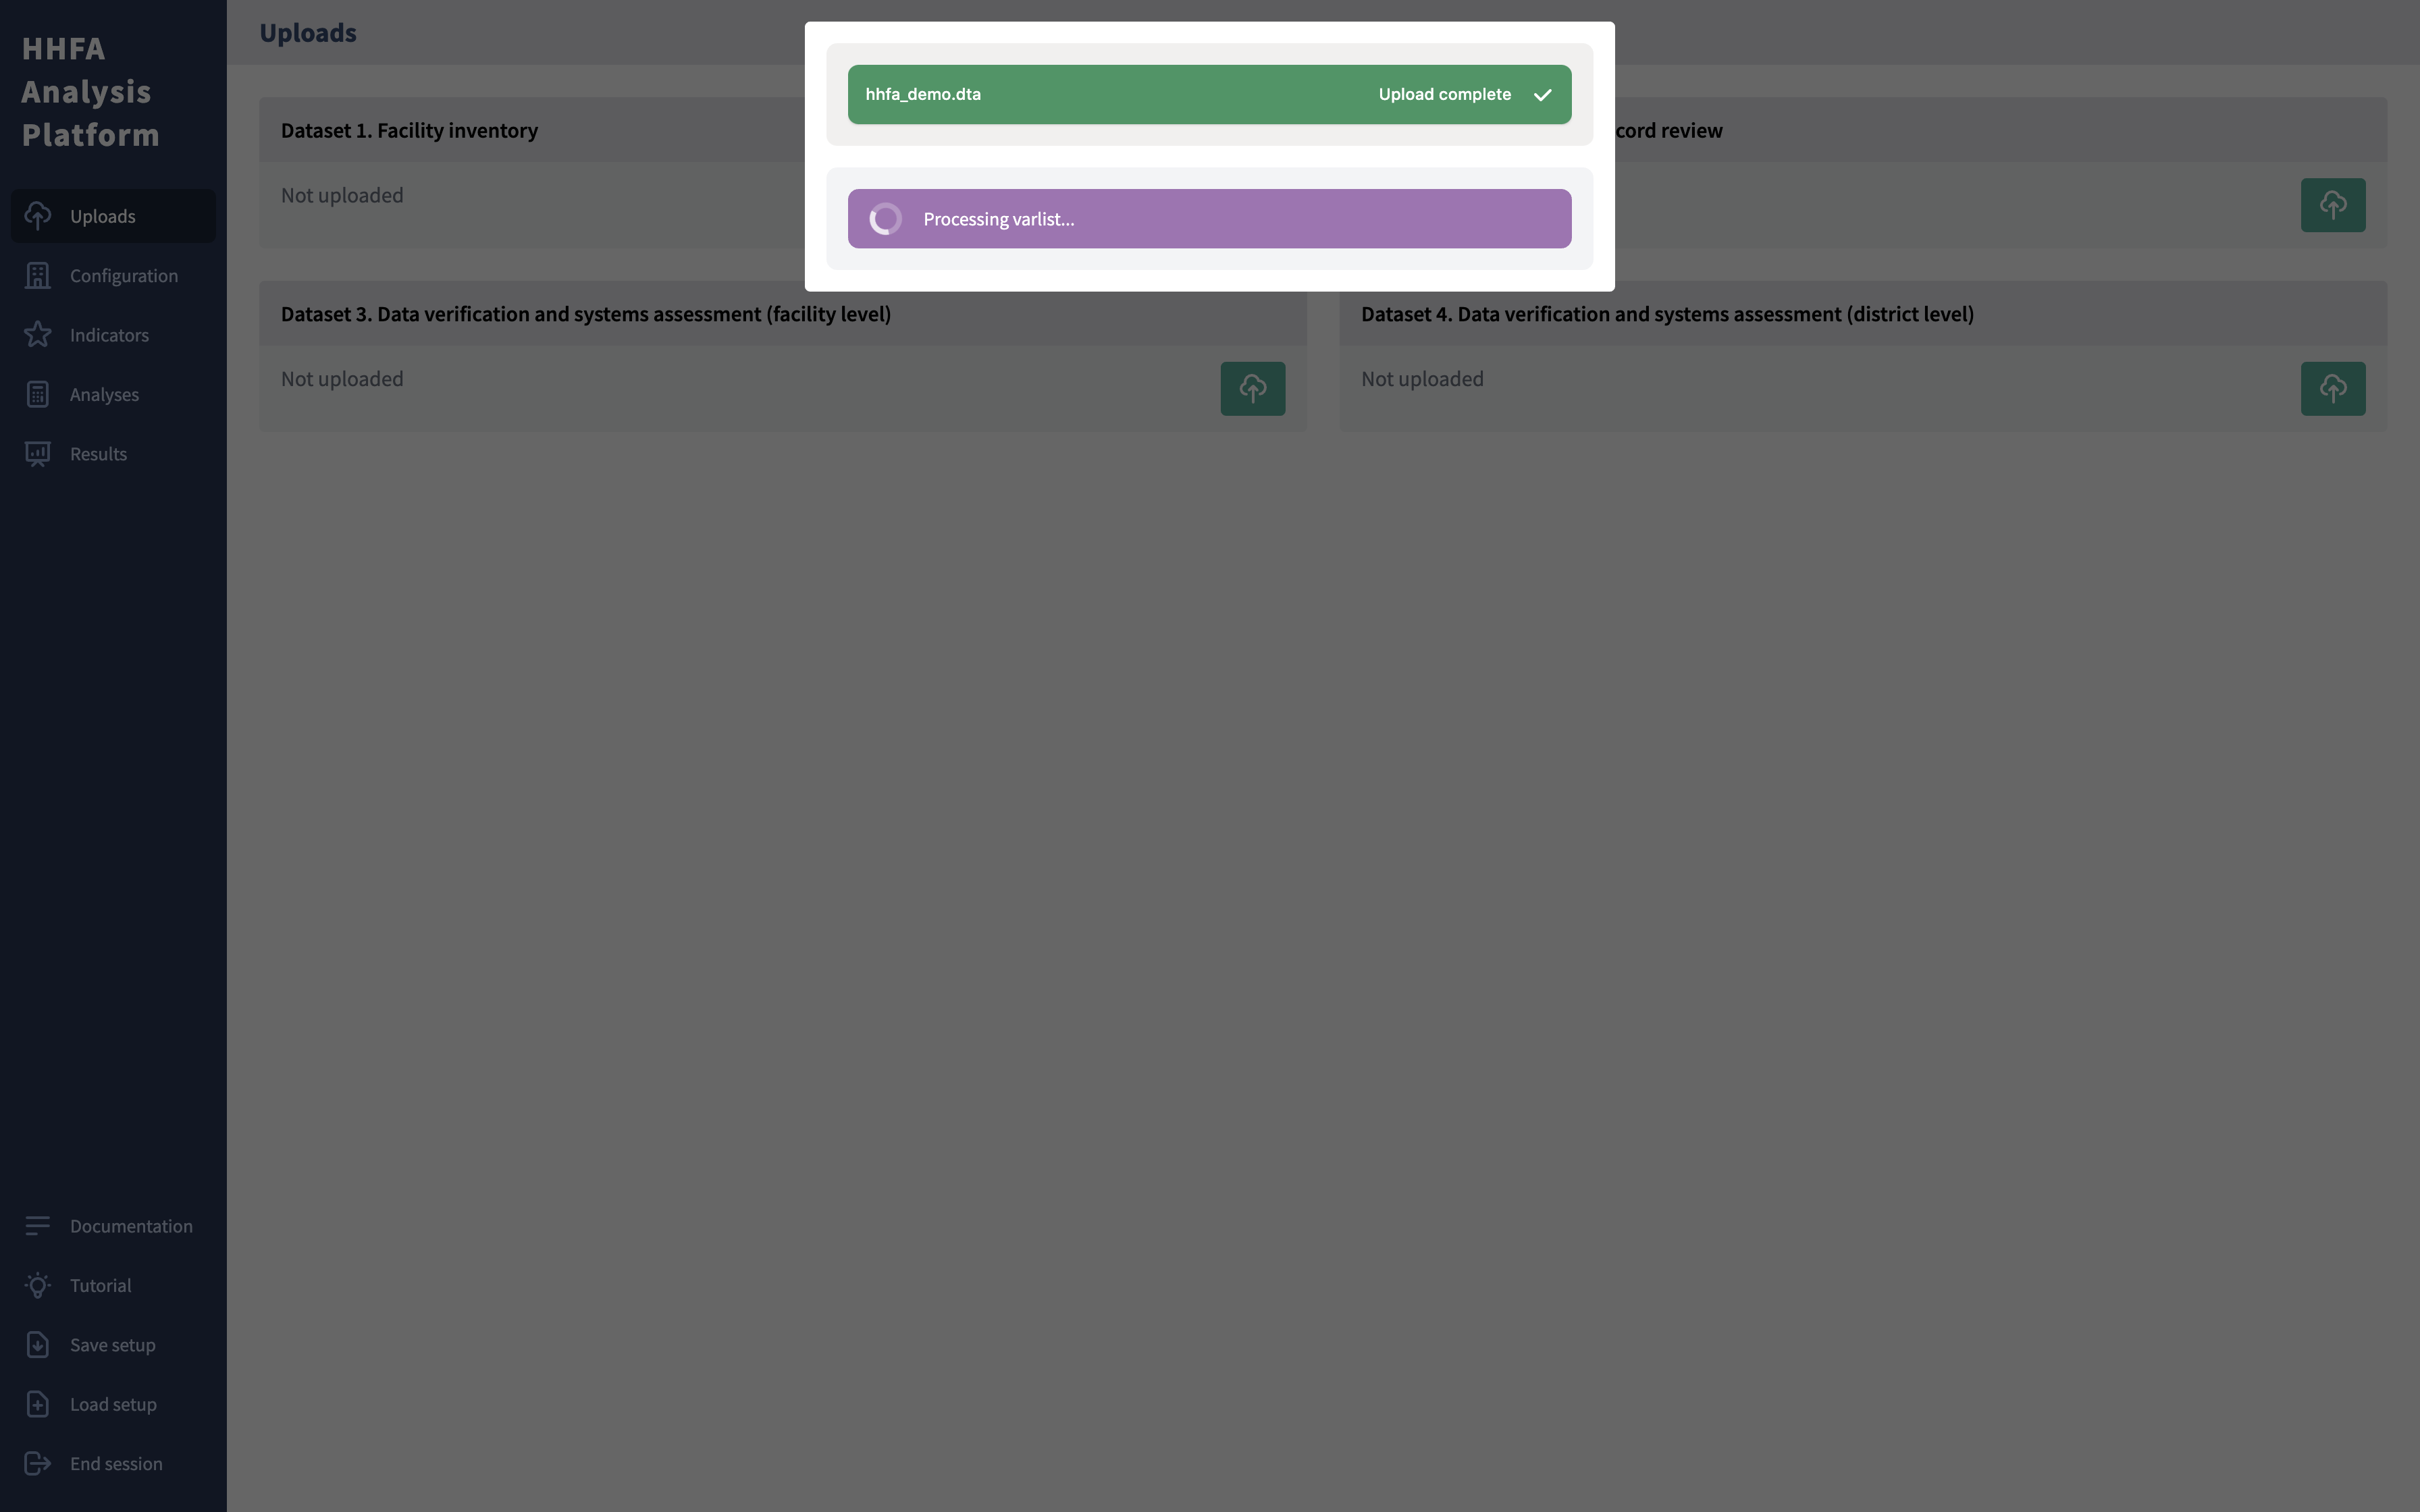 HHFA
Analysis
Platform
Uploads
Configuration
Indicators
Analyses
Results
Documentation
Tutorial
Save setup
Load setup
End session
Uploads
hhfa_demo.dta
Upload complete
Processing varlist...
Dataset 1. Facility inventory
Not uploaded
cord review
Dataset 3. Data verification and systems assessment (facility level)
Not uploaded
Dataset 4. Data verification and systems assessment (district level)
Not uploaded